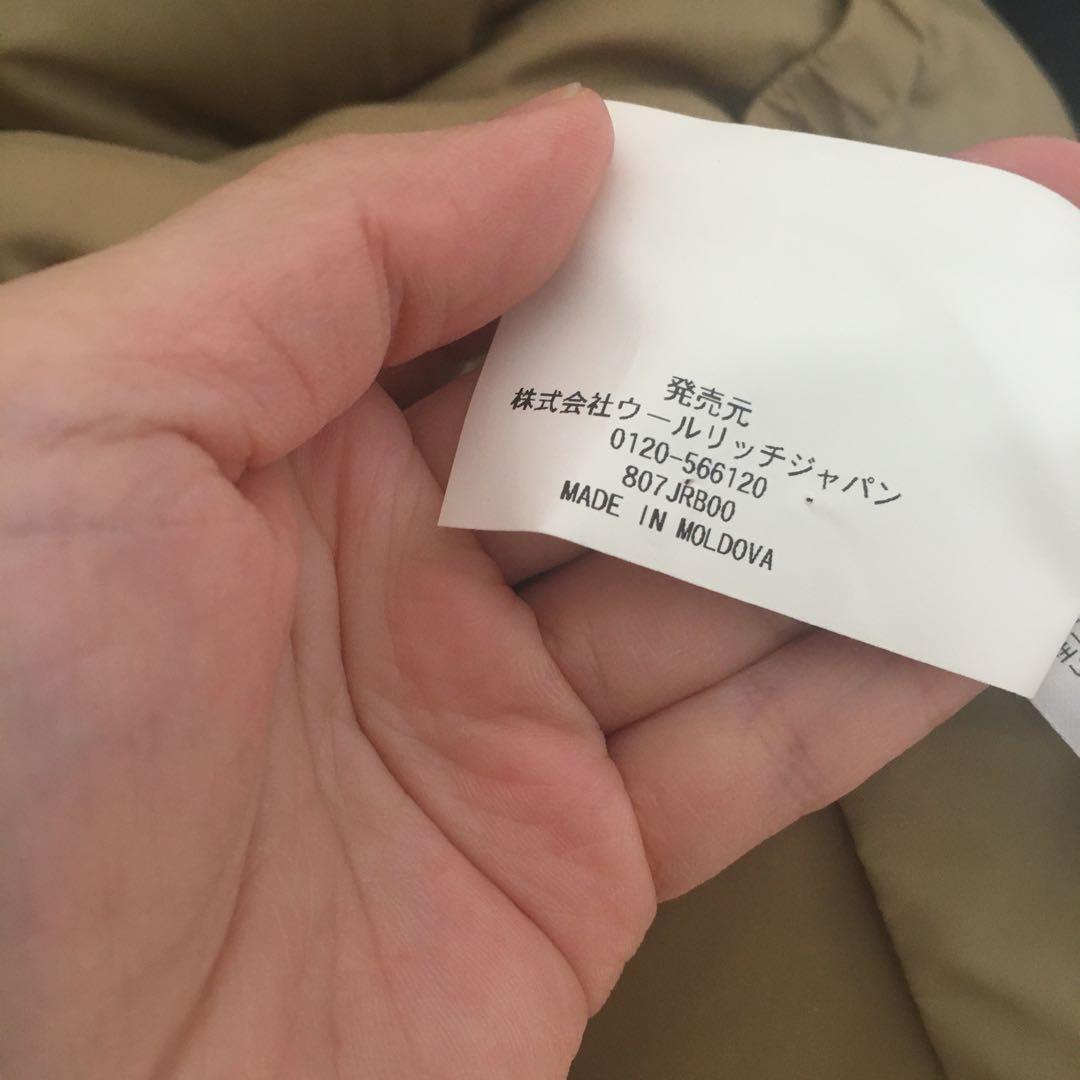 発売元
株式会社ウールリッチジャパン
0120-566120
807JRB00
MADE IN MOLDOVA